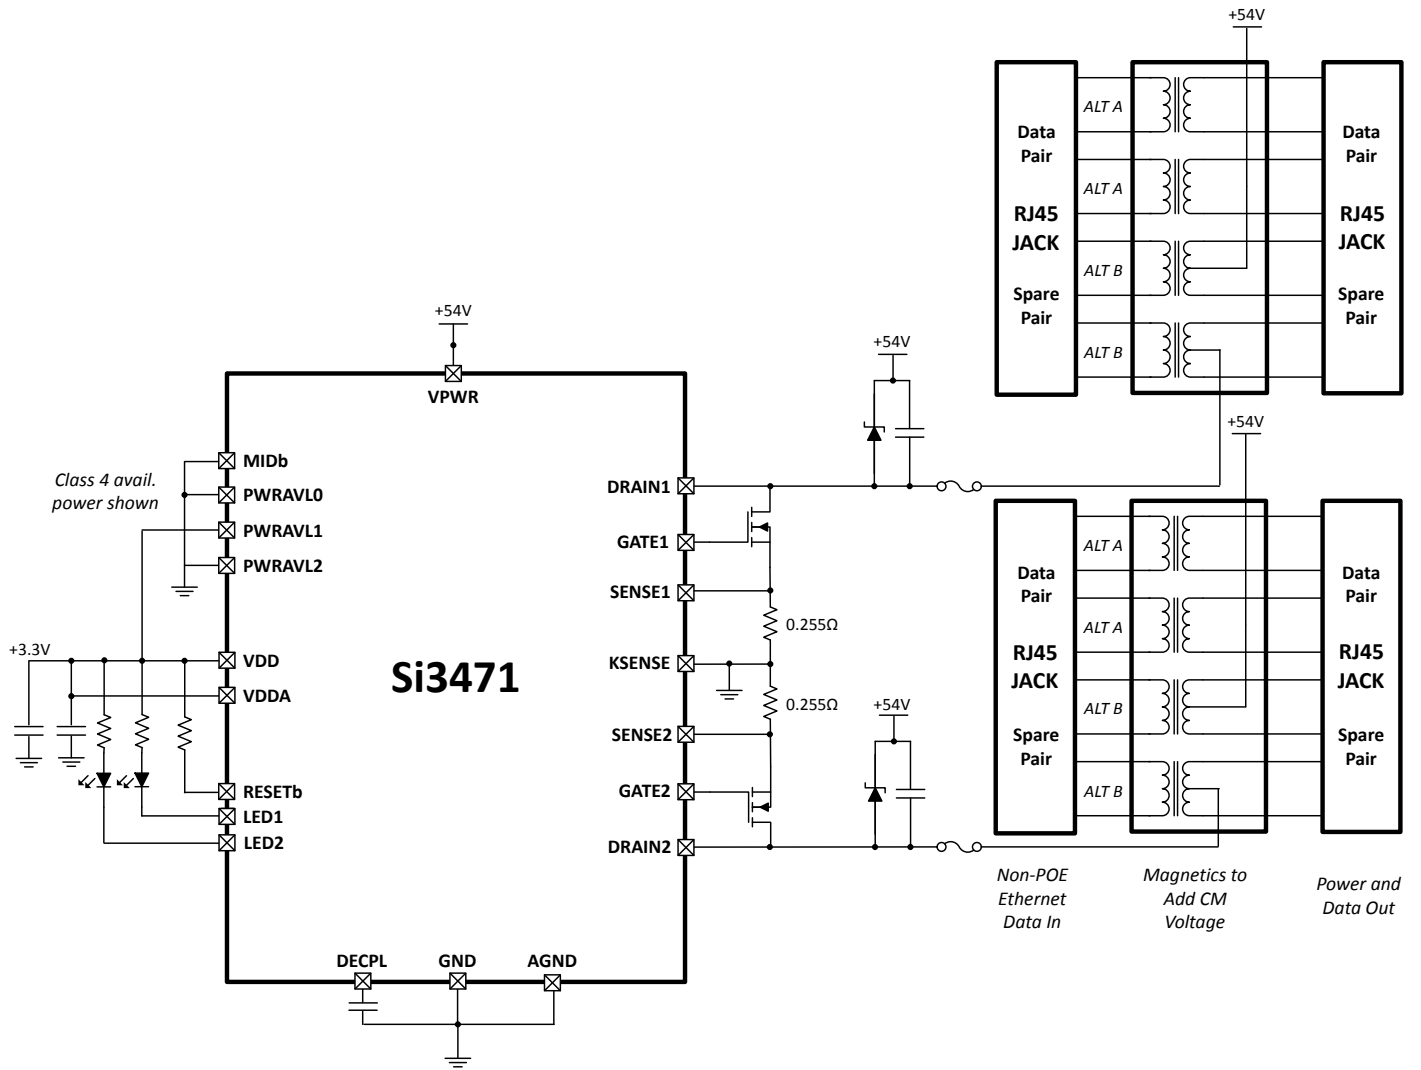 +54V
ALT A
Data
Pair
ALT A
RJ45
JACK
ALT B
Spare
Pair
ALT B
Data
Pair
RJ45
JACK
Spare
Pair
+54V
VPWR
Class 4 avail.
power shown
MIDb
PWRAVL0
PWRAVL1
PWRAVL2
+3.3V
VDD
VDDA
RESETb
LED1
LED2
Si3471
DRAIN1
GATE1
SENSE1
KSENSE
SENSE2
GATE2
DRAIN2
DECPL
GND
AGND
+54V
0.255Ω
0.255Ω
+54V
+54V
ALT A
Data
Pair
ALT A
RJ45
JACK
ALT B
Spare
Pair
ALT B
Data
Pair
RJ45
JACK
Spare
Pair
Non-POE
Ethernet
Data In
Magnetics to
Add CM
Voltage
Power and
Data Out